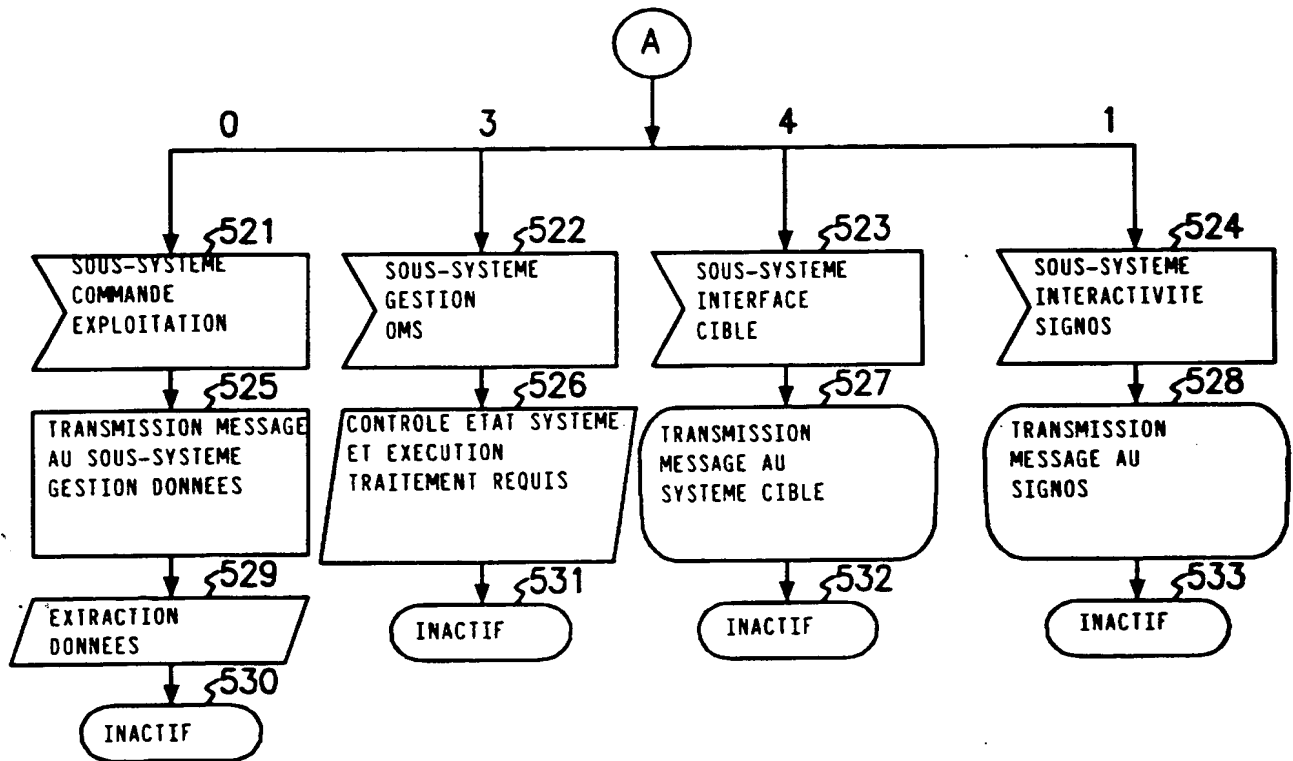 A
0 3 4 1
521 522 523 524
SOUS-SYSTEME
COMMANDE
EXPLOITATION
SOUS-SYSTEME
GESTION
OMS
SOUS-SYSTEME
INTERFACE
CIBLE
SOUS-SYSTEME
INTERACTIVITE
SIGNOS
525 526 527 528
TRANSMISSION MESSAGE
AU SOUS-SYSTEME
GESTION DONNEES
CONTROLE ETAT SYSTEME
ET EXECUTION
TRAITEMENT REQUIS
TRANSMISSION
MESSAGE AU
SYSTEME CIBLE
TRANSMISSION
MESSAGE AU
SIGNOS
529 531 532 533
EXTRACTION
DONNEES
INACTIF
INACTIF
INACTIF
530
INACTIF